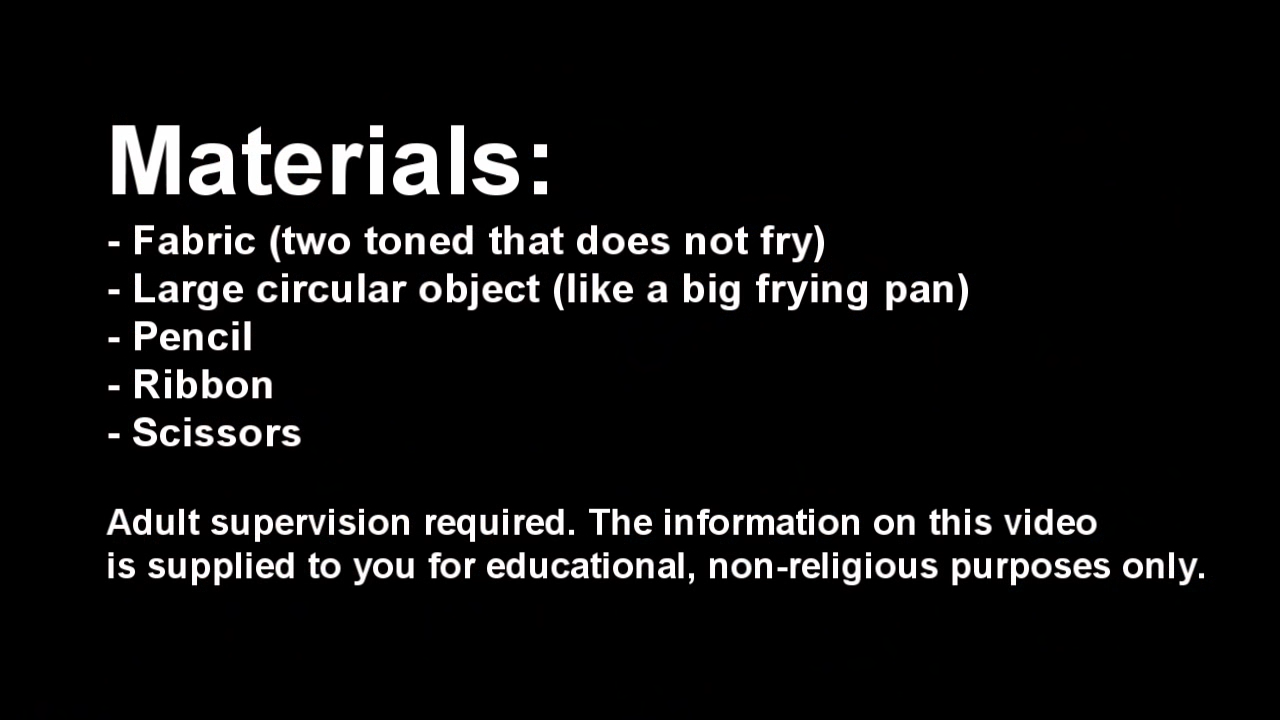 Materials:
- Fabric (two toned that does not fry)
- Large circular object (like a big frying pan)
- Pencil
- Ribbon
- Scissors
Adult supervision required. The information on this video
is supplied to you for educational, non-religious purposes only.